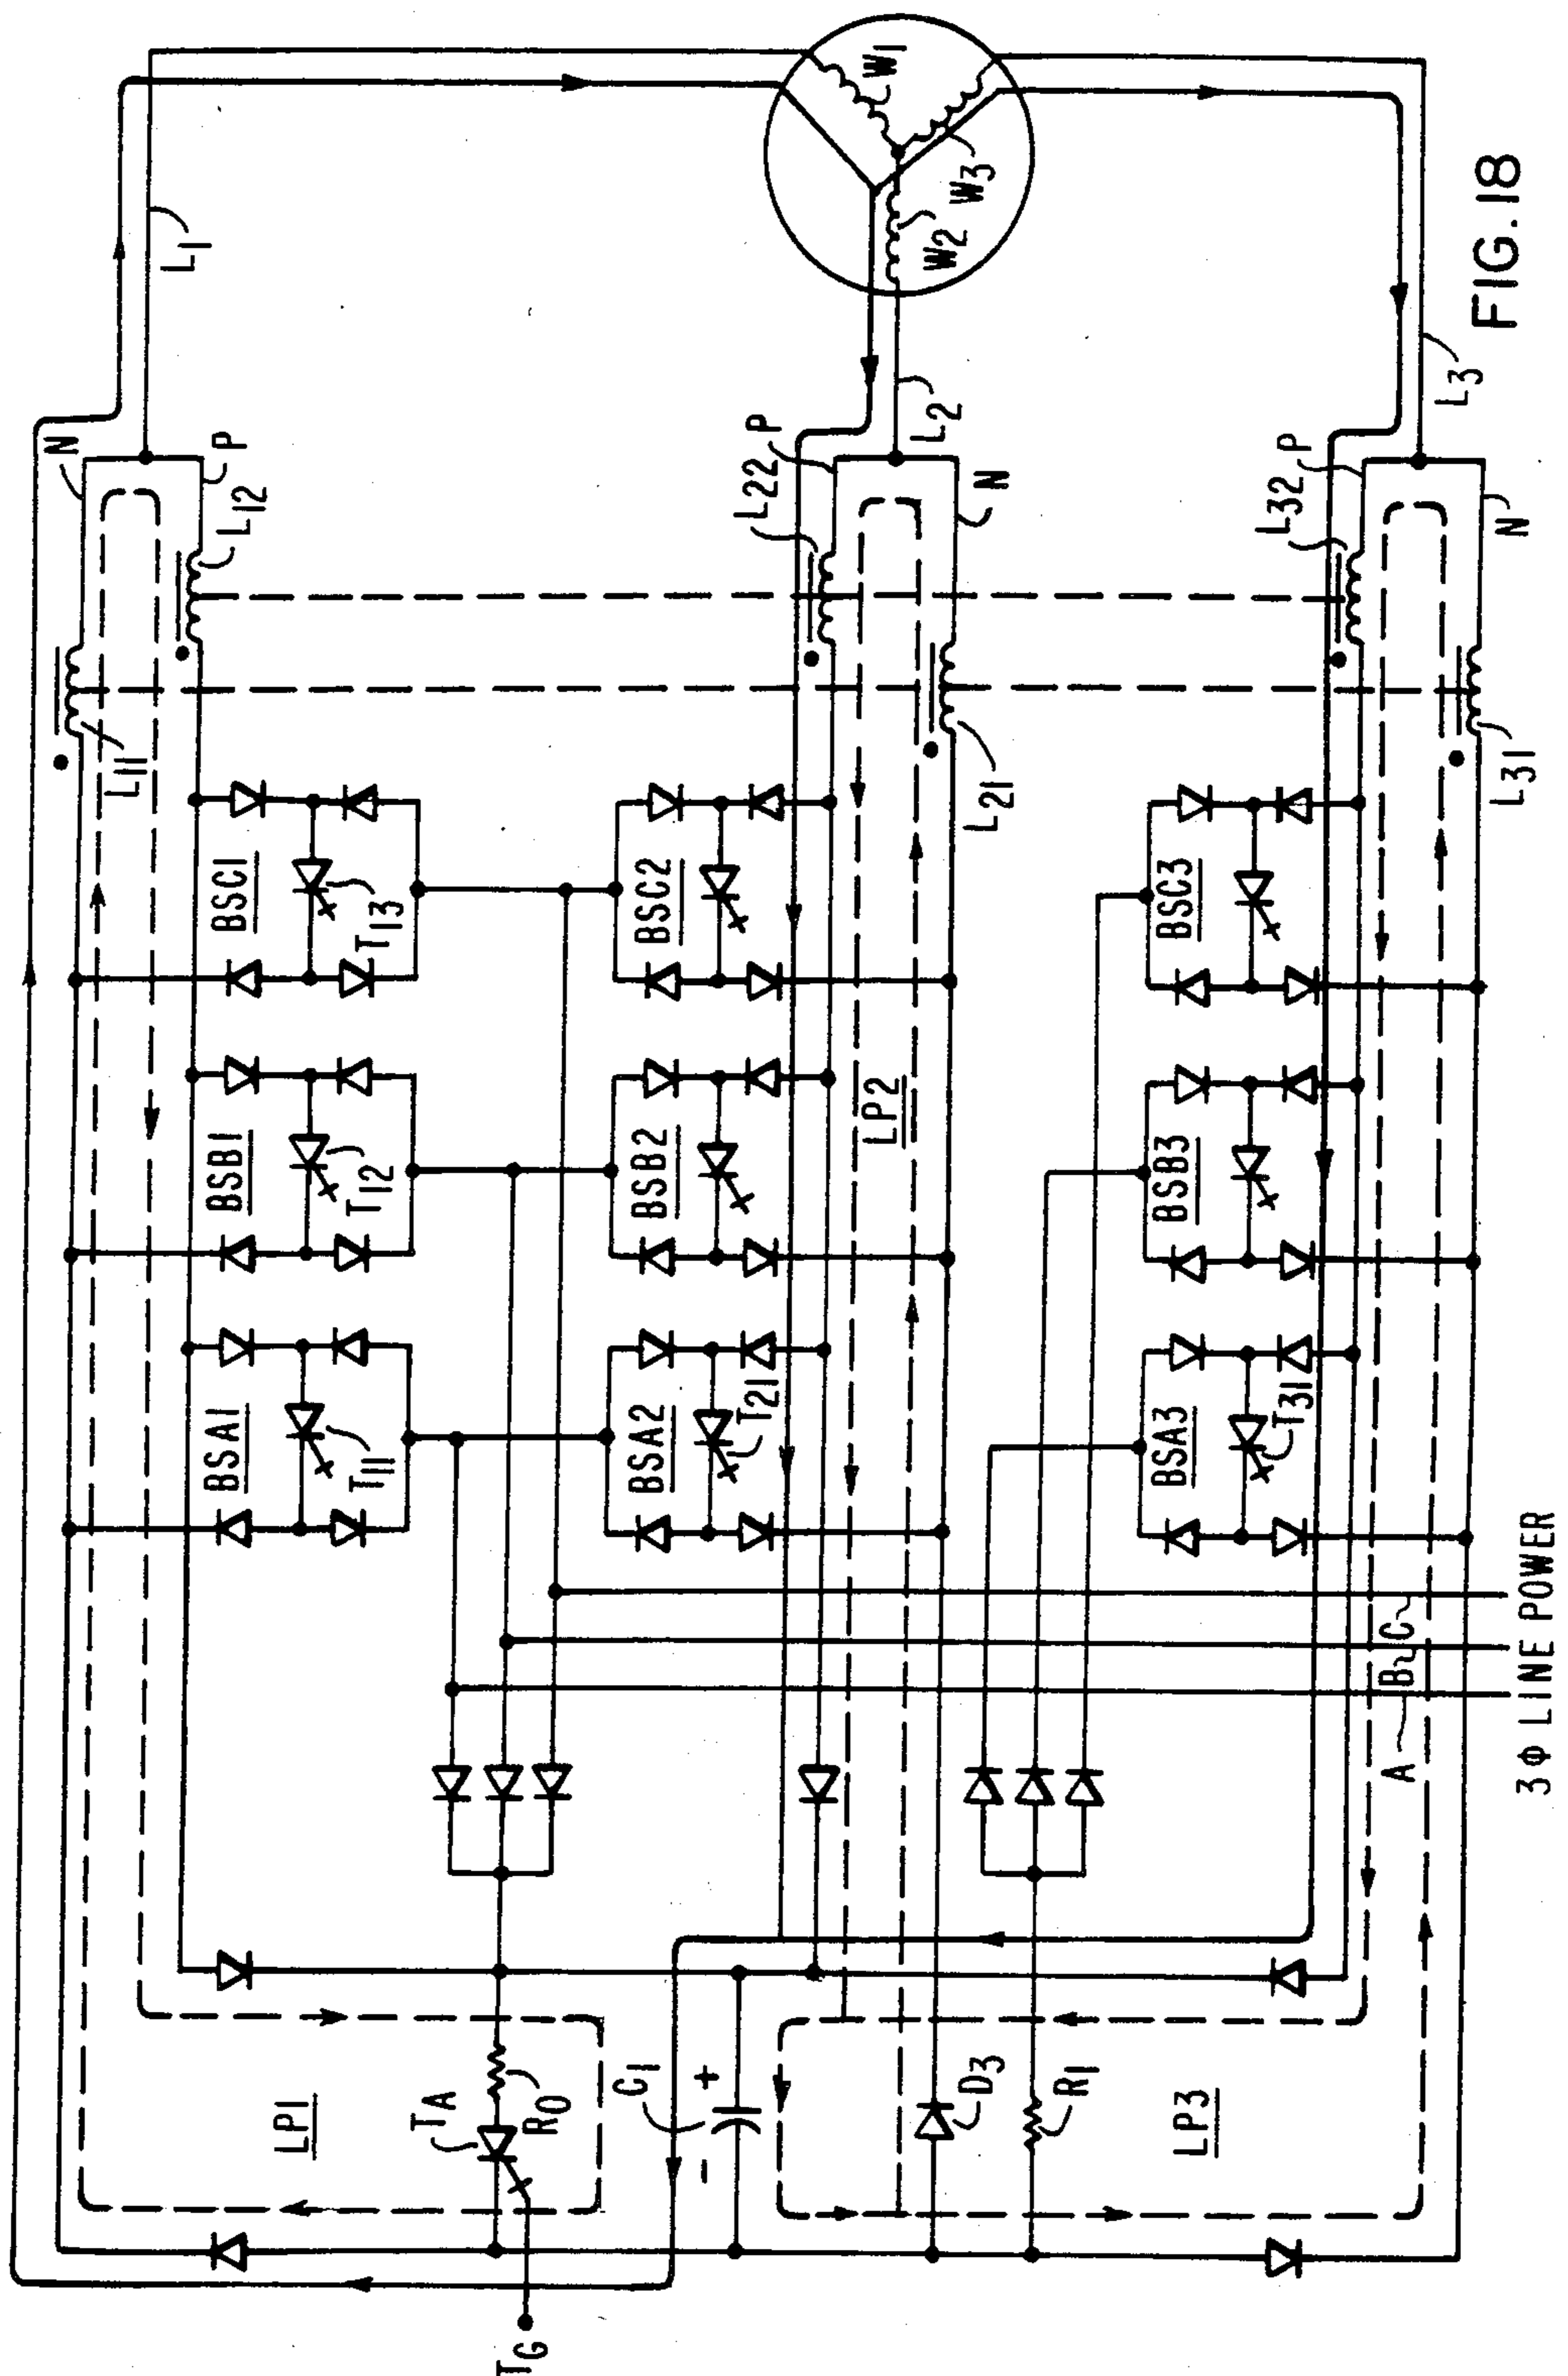 N
P
L1
L12
L11
W1
W2
W3
BSC1
T13
BSB1
T12
BSA1
T11
P
L22
L2
N
L21
BSC2
BSB2
BSA2
T21
LP2
P
L32
L3
N
L31
BSC3
BSB3
BSA3
T31
A
B
C
3Φ LINE POWER
LP1
TA
RO
C1
+
-
D3
R1
LP3
TG
FIG.18